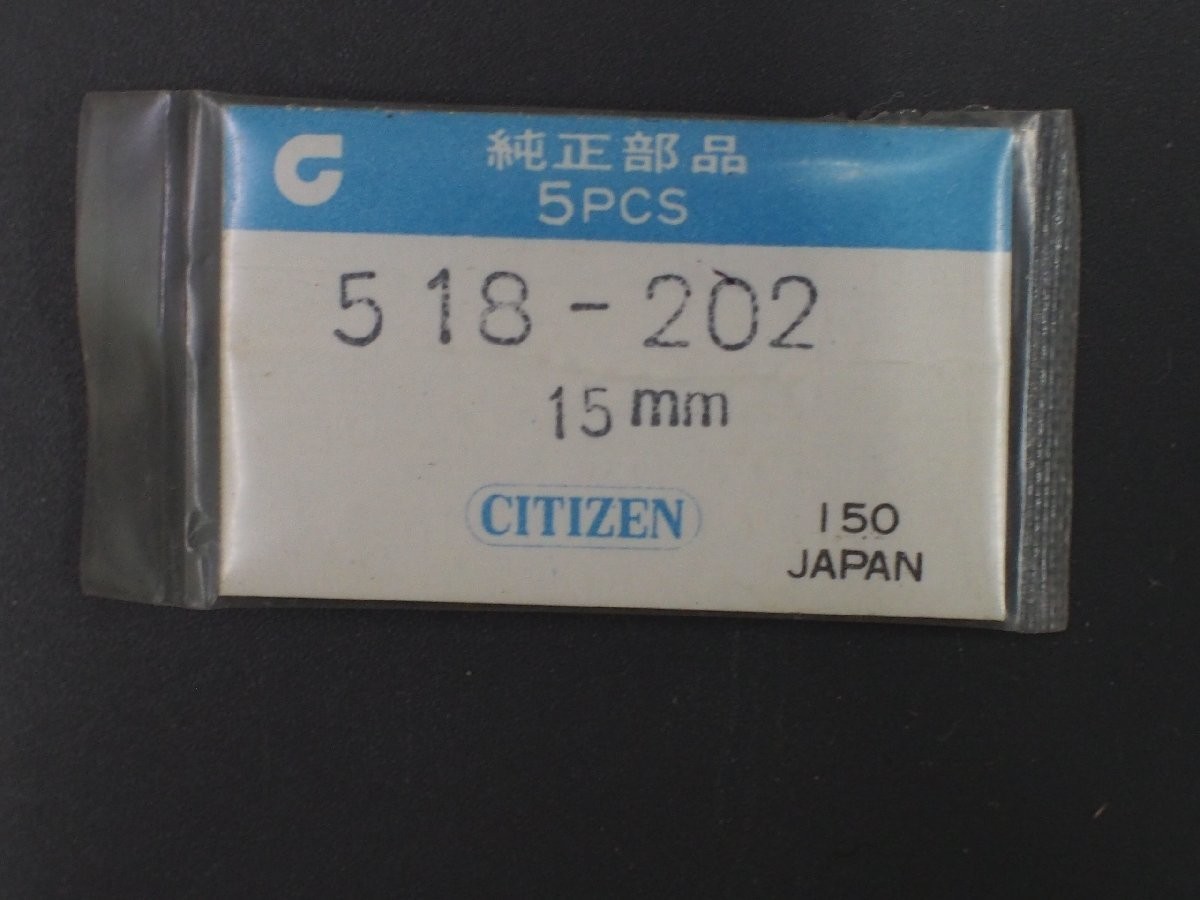 純正部品
5PCS
518-202
15mm
CITIZEN
150
JAPAN